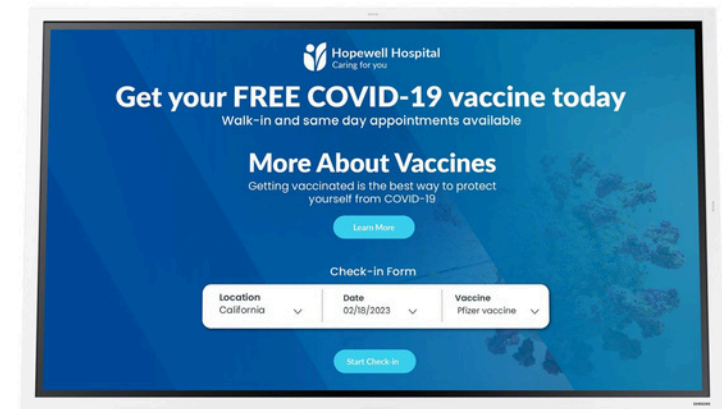 Hopewell Hospital
Caring for you
Get your FREE COVID-19 vaccine today
Walk-in and same day appointments available
More About Vaccines
Getting vaccinated is the best way to protect
yourself from COVID-19
Learn More
Check-in Form
Location Date Vaccine
California 02/18/2023 Pfizer vaccine
Start Check-in
SAMSUNG